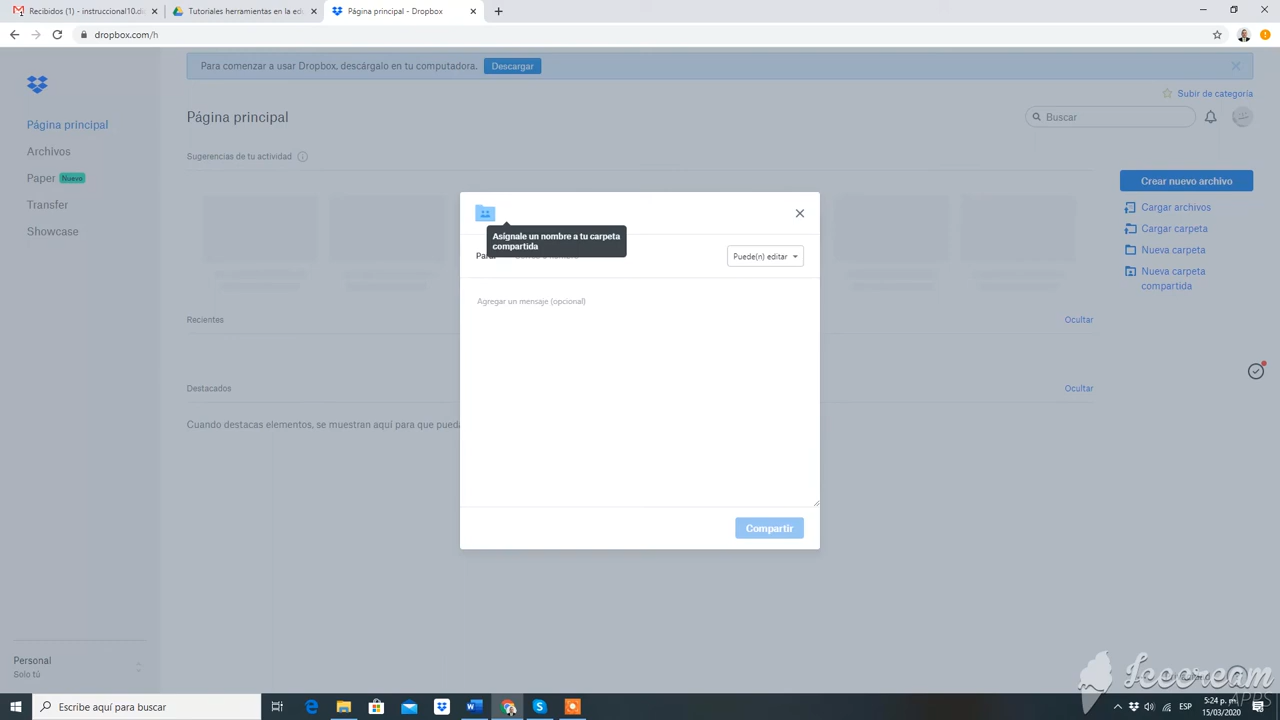 Recibidos (1) - instruccional10.di
Tutoriales herramientas en la edu
Página principal - Dropbox
dropbox.com/h
Para comenzar a usar Dropbox, descárgalo en tu computadora.
Descargar
Subir de categoría
Página principal
Buscar
Página principal
Archivos
Paper
Nuevo
Transfer
Showcase
Sugerencias de tu actividad
Crear nuevo archivo
Cargar archivos
Cargar carpeta
Nueva carpeta
Nueva carpeta
compartida
Asígnale un nombre a tu carpeta
compartida
Para
Puede(n) editar
Agregar un mensaje (opcional)
Compartir
Recientes
Ocultar
Destacados
Ocultar
Cuando destacas elementos, se muestran aquí para que pueda
Personal
Solo tú
Icecream
APPS
Escribe aquí para buscar
ESP
5:24 p. m.
15/03/2020